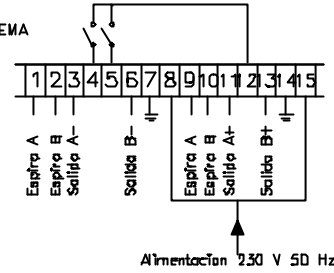 EMA
1 2 3 4 5 6 7 8 9 10 11 12 13 14 15
Espira A
Espira B
Salida A-
Salida B-
Espira A
Espira B
Salida A+
Salida B+
Alimentacion 230 V 50 Hz